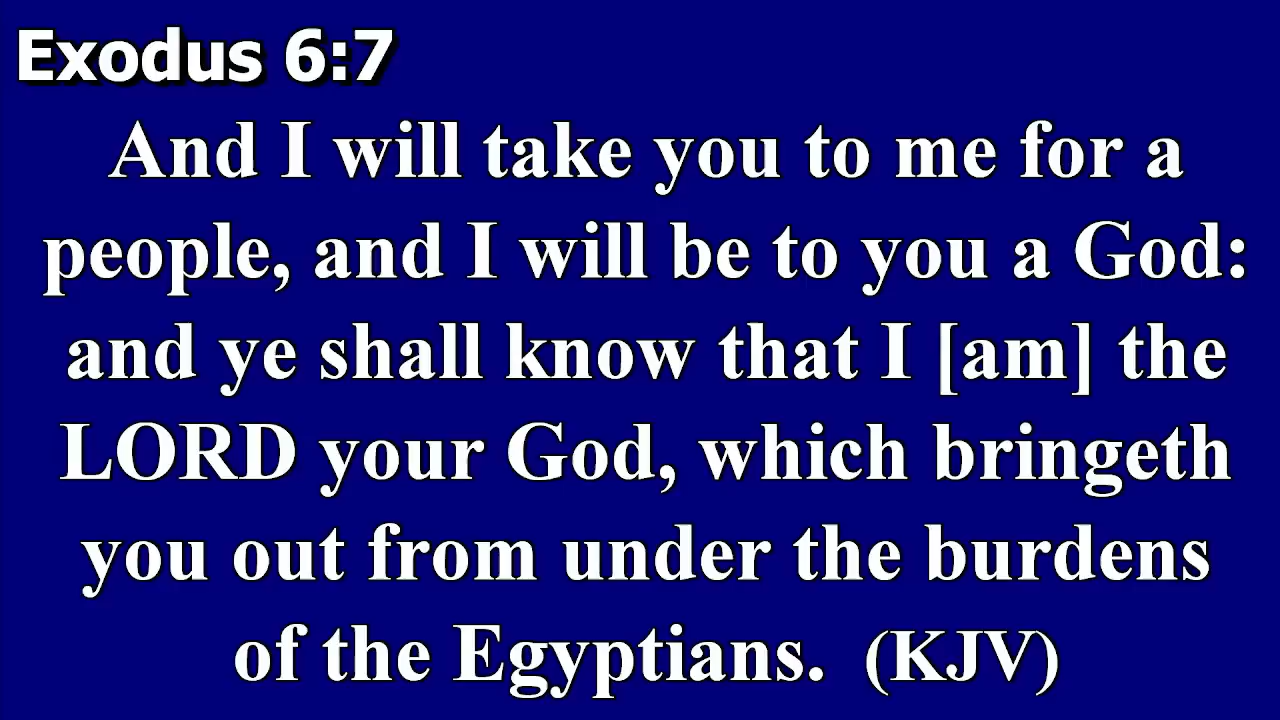 Exodus 6:7
And I will take you to me for a
people, and I will be to you a God:
and ye shall know that I [am] the
LORD your God, which bringeth
you out from under the burdens
of the Egyptians. (KJV)